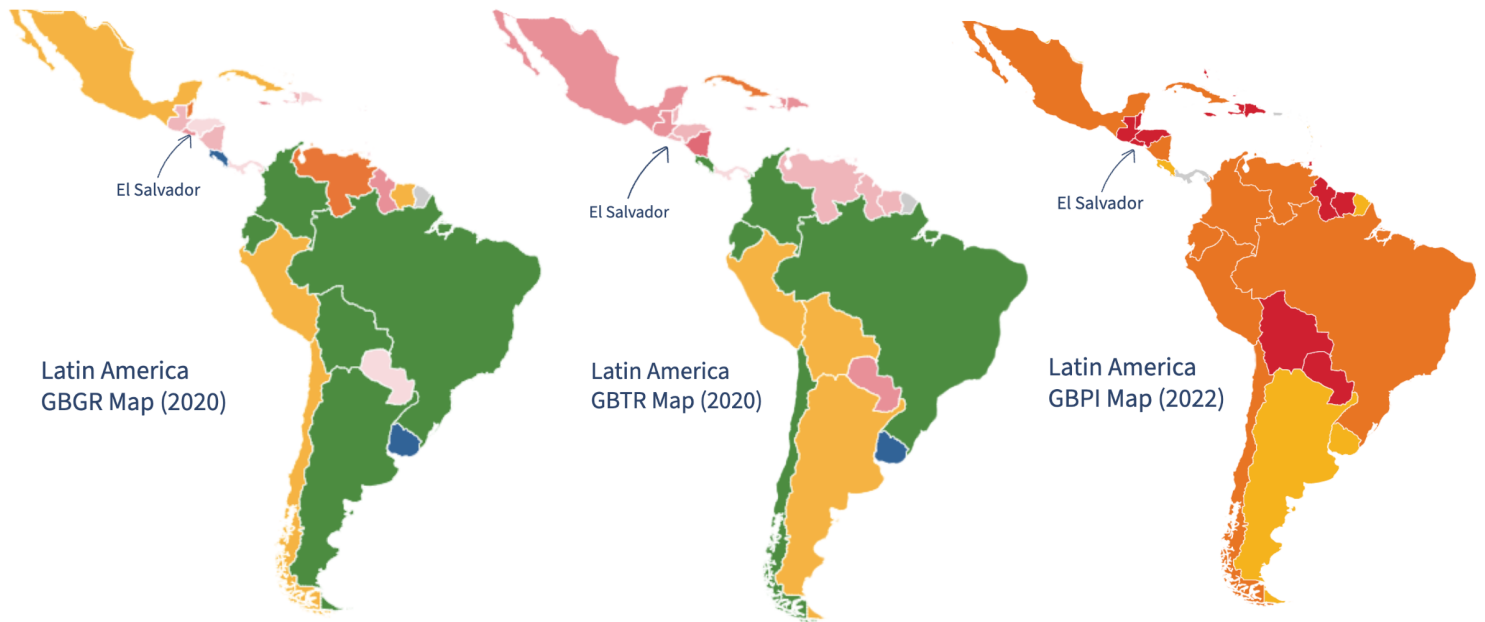 El Salvador
Latin America
GBGR Map (2020)
El Salvador
Latin America
GBTR Map (2020)
El Salvador
Latin America
GBPI Map (2022)